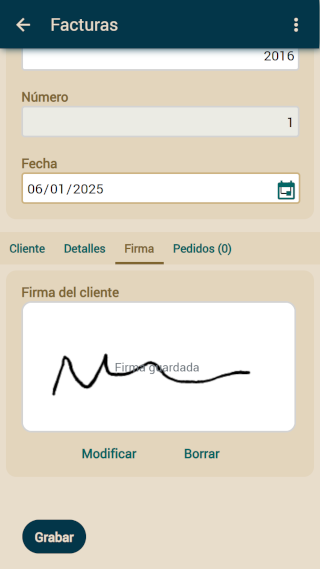 Facturas
2016
Número
1
Fecha
06/01/2025
Cliente Detalles Firma Pedidos (0)
Firma del cliente
Firma guardada
Modificar Borrar
Grabar